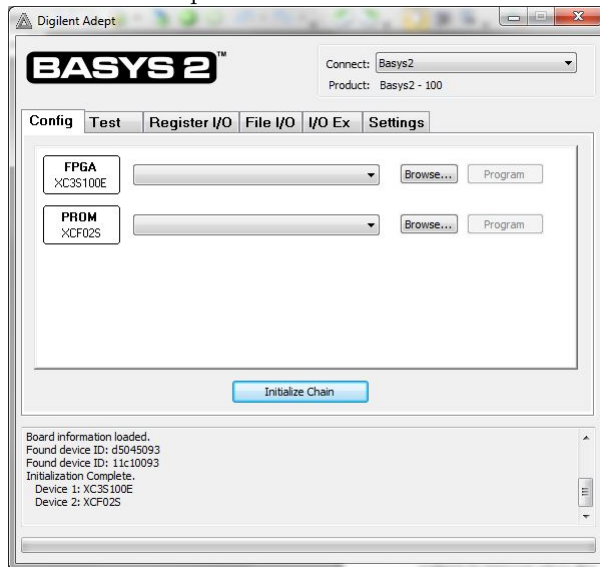 Digilent Adept
BASYS 2™
Connect: Basys2
Product: Basys2 - 100
Config Test Register I/O File I/O I/O Ex Settings
FPGA
XC3S100E
Browse... Program
PROM
XCF02S
Browse... Program
Initialize Chain
Board information loaded.
Found device ID: d5045093
Found device ID: 11c10093
Initialization Complete.
Device 1: XC3S100E
Device 2: XCF02S